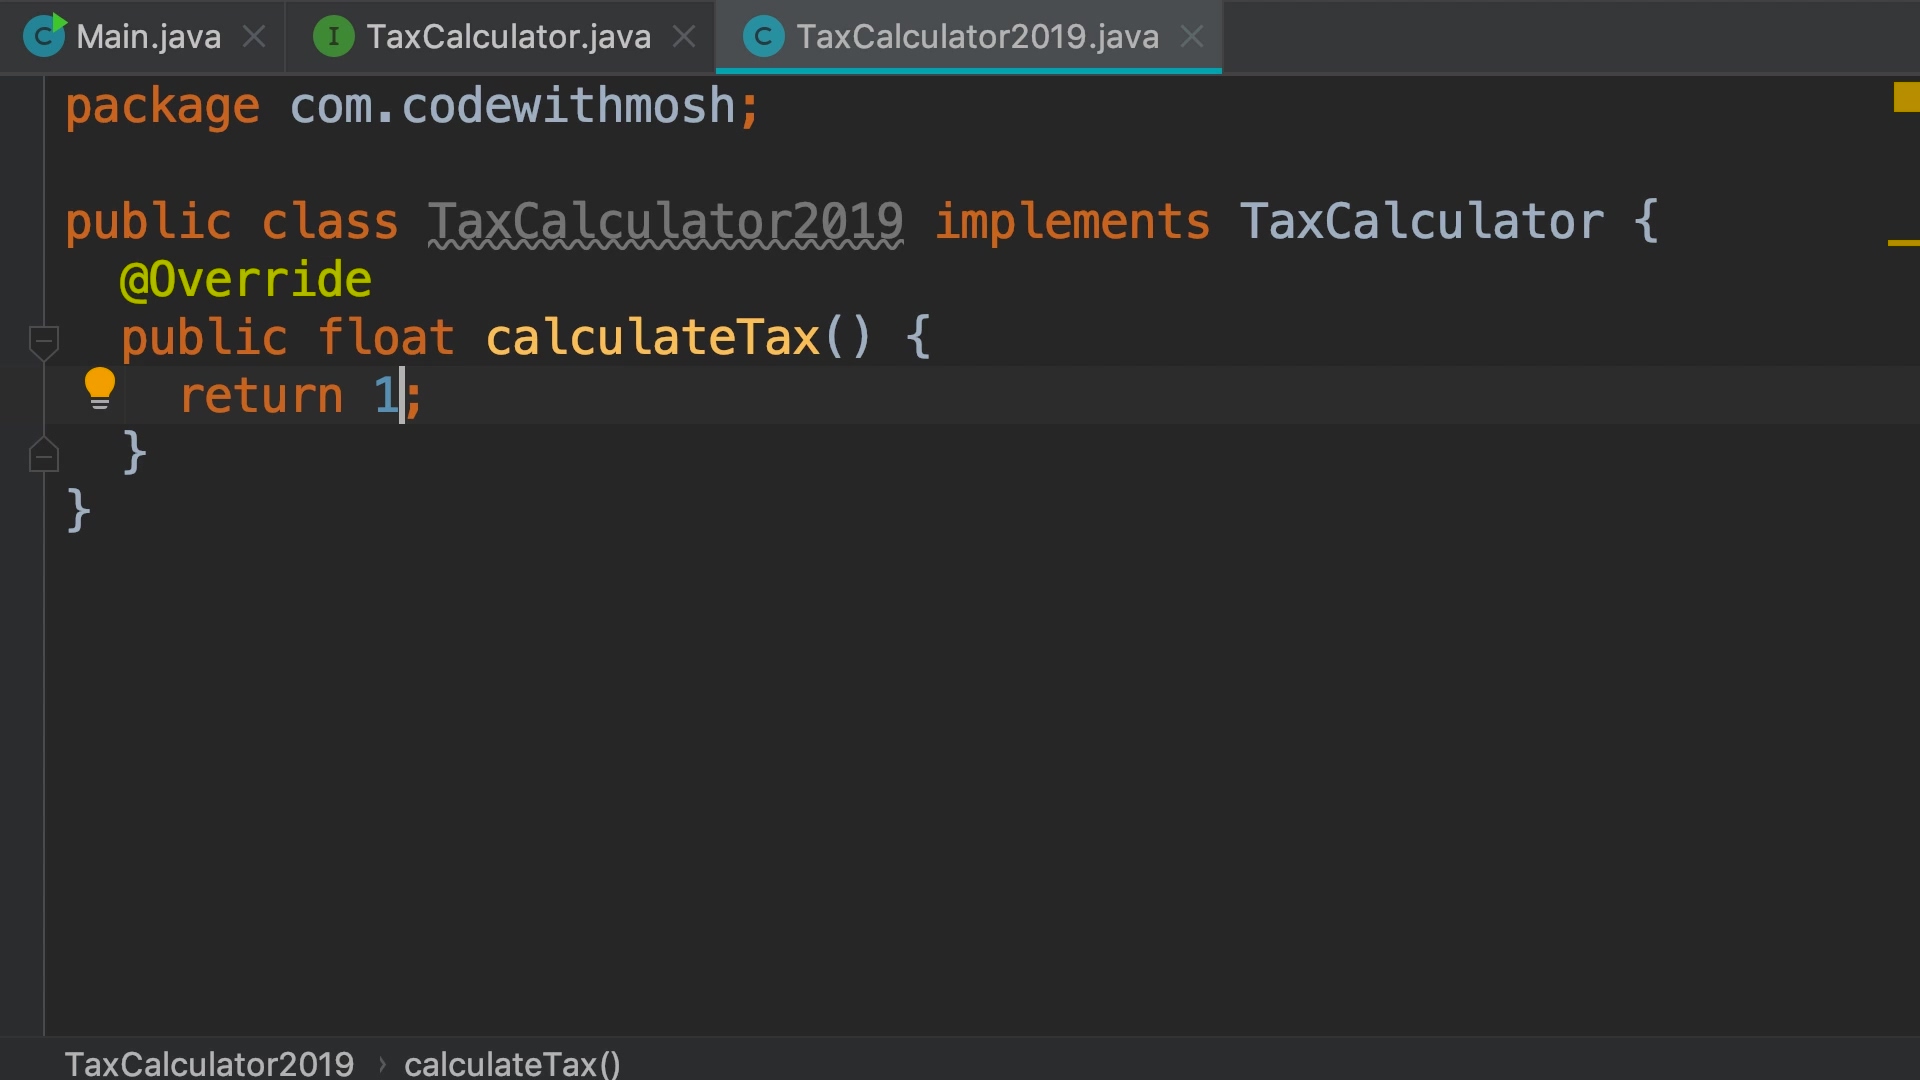 Main.java TaxCalculator.java TaxCalculator2019.java
package com.codewithmosh;
public class TaxCalculator2019 implements TaxCalculator {
@Override
public float calculateTax() {
return 1;
}
}
TaxCalculator2019 › calculateTax()